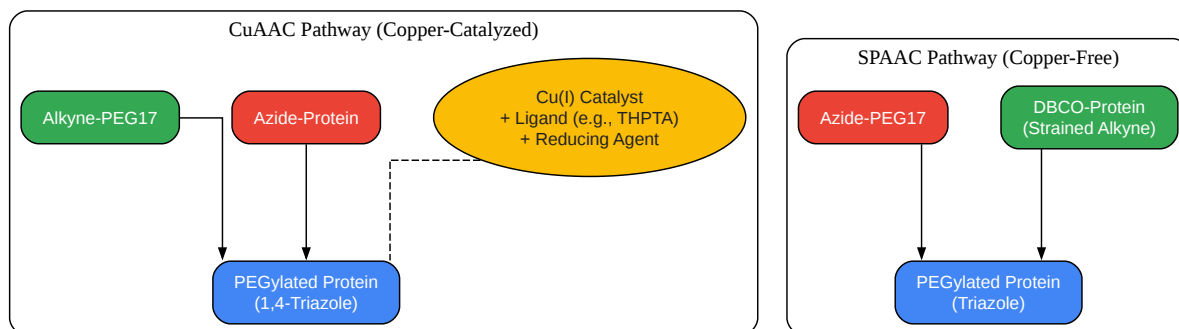 CuAAC Pathway (Copper-Catalyzed)
Alkyne-PEG17
Azide-Protein
Cu(I) Catalyst
+ Ligand (e.g., THPTA)
+ Reducing Agent
PEGylated Protein
(1,4-Triazole)
SPAAC Pathway (Copper-Free)
Azide-PEG17
DBCO-Protein
(Strained Alkyne)
PEGylated Protein
(Triazole)